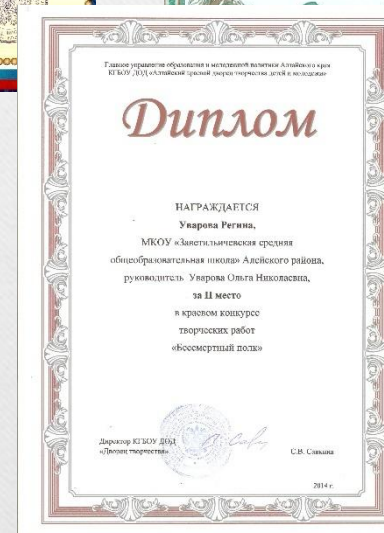 Главное управление образования и молодежной политики Алтайского края
КГБОУ ДОД «Алтайский краевой дворец творчества детей и молодежи»
Диплом
НАГРАЖДАЕТСЯ
Уварова Регина,
МКОУ «Заветильичевская средняя
общеобразовательная школа» Алейского района,
руководитель Уварова Ольга Николаевна,
за II место
в краевом конкурсе
творческих работ
«Бессмертный полк»
Директор КГБОУ ДОД
«Дворец творчества»
С.В.
2014 г.